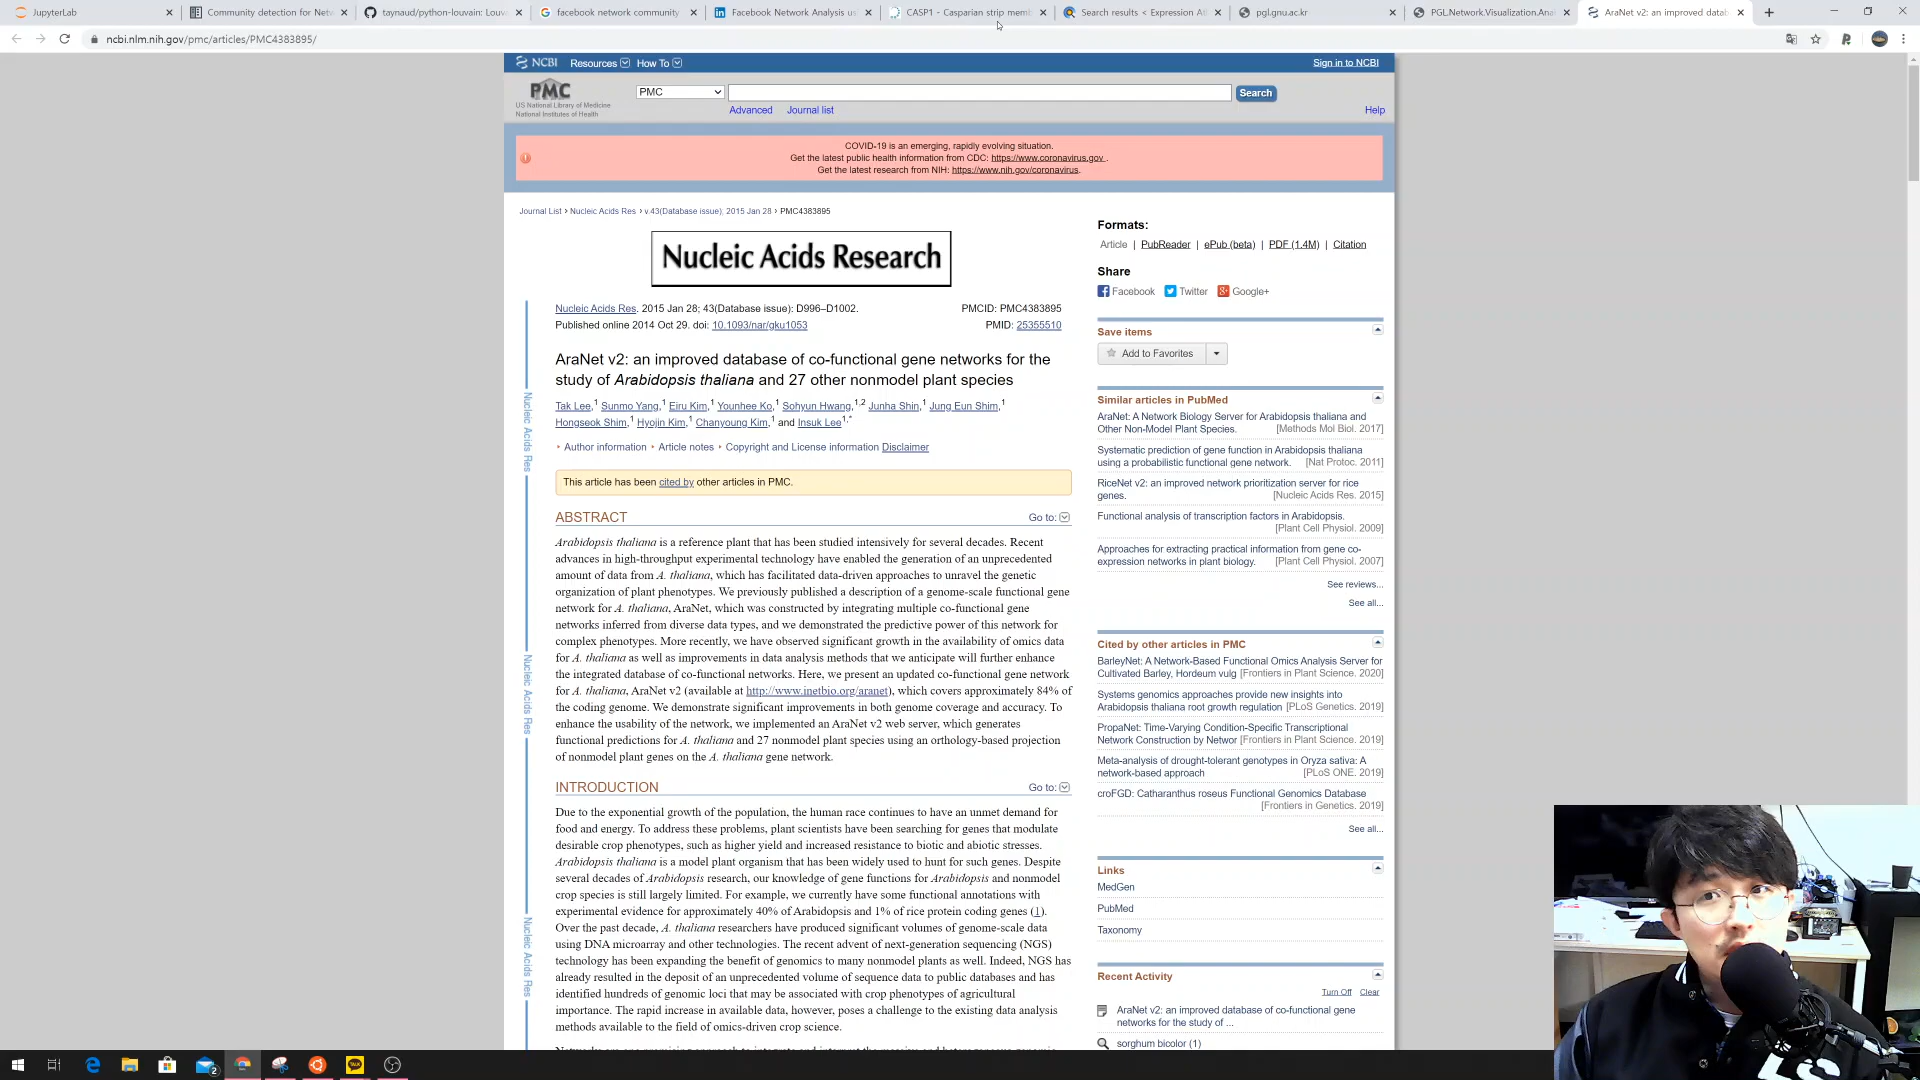 JupyterLab
Community detection for Netw
taynaud/python-louvain: Louva
facebook network community
Facebook Network Analysis us
CASP1 - Casparian strip memb
Search results < Expression At
pgl.gnu.ac.kr
PGL.Network.Visualization.Ana
AraNet v2: an improved datab
ncbi.nlm.nih.gov/pmc/articles/PMC4383895/
NCBI Resources How To Sign in to NCBI
PMC
US National Library of Medicine
National Institutes of Health
PMC
Search
Advanced Journal list
Help
COVID-19 is an emerging, rapidly evolving situation.
Get the latest public health information from CDC: https://www.coronavirus.gov .
Get the latest research from NIH: https://www.nih.gov/coronavirus.
Journal List > Nucleic Acids Res > v.43(Database issue); 2015 Jan 28 > PMC4383895
Nucleic Acids Research
Nucleic Acids Res
Nucleic Acids Res
Nucleic Acids Res
Nucleic Acids Res. 2015 Jan 28; 43(Database issue): D996–D1002.
PMCID: PMC4383895
Published online 2014 Oct 29. doi: 10.1093/nar/gku1053
PMID: 25355510
AraNet v2: an improved database of co-functional gene networks for the
study of Arabidopsis thaliana and 27 other nonmodel plant species
Tak Lee,1 Sunmo Yang,1 Eiru Kim,1 Younhee Ko,1 Sohyun Hwang,1,2 Junha Shin,1 Jung Eun Shim,1
Hongseok Shim,1 Hyojin Kim,1 Chanyoung Kim,1 and Insuk Lee1,*
Author information Article notes Copyright and License information Disclaimer
This article has been cited by other articles in PMC.
ABSTRACT
Go to:
Arabidopsis thaliana is a reference plant that has been studied intensively for several decades. Recent
advances in high-throughput experimental technology have enabled the generation of an unprecedented
amount of data from A. thaliana, which has facilitated data-driven approaches to unravel the genetic
organization of plant phenotypes. We previously published a description of a genome-scale functional gene
network for A. thaliana, AraNet, which was constructed by integrating multiple co-functional gene
networks inferred from diverse data types, and we demonstrated the predictive power of this network for
complex phenotypes. More recently, we have observed significant growth in the availability of omics data
for A. thaliana as well as improvements in data analysis methods that we anticipate will further enhance
the integrated database of co-functional networks. Here, we present an updated co-functional gene network
for A. thaliana, AraNet v2 (available at http://www.inetbio.org/aranet), which covers approximately 84% of
the coding genome. We demonstrate significant improvements in both genome coverage and accuracy. To
enhance the usability of the network, we implemented an AraNet v2 web server, which generates
functional predictions for A. thaliana and 27 nonmodel plant species using an orthology-based projection
of nonmodel plant genes on the A. thaliana gene network.
INTRODUCTION
Go to:
Due to the exponential growth of the population, the human race continues to have an unmet demand for
food and energy. To address these problems, plant scientists have been searching for genes that modulate
desirable crop phenotypes, such as higher yield and increased resistance to biotic and abiotic stresses.
Arabidopsis thaliana is a model plant organism that has been widely used to hunt for such genes. Despite
several decades of Arabidopsis research, our knowledge of gene functions for Arabidopsis and nonmodel
crop species is still largely limited. For example, we currently have some functional annotations with
experimental evidence for approximately 40% of Arabidopsis and 1% of rice protein coding genes (1).
Over the past decade, A. thaliana researchers have produced significant volumes of genome-scale data
using DNA microarray and other technologies. The recent advent of next-generation sequencing (NGS)
technology has been expanding the benefit of genomics to many nonmodel plants as well. Indeed, NGS has
already resulted in the deposit of an unprecedented volume of sequence data to public databases and has
identified hundreds of genomic loci that may be associated with crop phenotypes of agricultural
importance. The rapid increase in available data, however, poses a challenge to the existing data analysis
methods available to the field of omics-driven crop science.
Formats:
Article | PubReader | ePub (beta) | PDF (1.4M) | Citation
Share
Facebook Twitter Google+
Save items
Add to Favorites
Similar articles in PubMed
AraNet: A Network Biology Server for Arabidopsis thaliana and
Other Non-Model Plant Species. [Methods Mol Biol. 2017]
Systematic prediction of gene function in Arabidopsis thaliana
using a probabilistic functional gene network. [Nat Protoc. 2011]
RiceNet v2: an improved network prioritization server for rice
genes. [Nucleic Acids Res. 2015]
Functional analysis of transcription factors in Arabidopsis.
[Plant Cell Physiol. 2009]
Approaches for extracting practical information from gene co-
expression networks in plant biology. [Plant Cell Physiol. 2007]
See reviews...
See all...
Cited by other articles in PMC
BarleyNet: A Network-Based Functional Omics Analysis Server for
Cultivated Barley, Hordeum vulg [Frontiers in Plant Science. 2020]
Systems genomics approaches provide new insights into
Arabidopsis thaliana root growth regulation [PLoS Genetics. 2019]
PropaNet: Time-Varying Condition-Specific Transcriptional
Network Construction by Networ [Frontiers in Plant Science. 2019]
Meta-analysis of drought-tolerant genotypes in Oryza sativa: A
network-based approach [PLoS ONE. 2019]
croFGD: Catharanthus roseus Functional Genomics Database
[Frontiers in Genetics. 2019]
See all...
Links
MedGen
PubMed
Taxonomy
Recent Activity
Turn Off Clear
AraNet v2: an improved database of co-functional gene
networks for the study of ...
sorghum bicolor (1)
2
TALK
LS